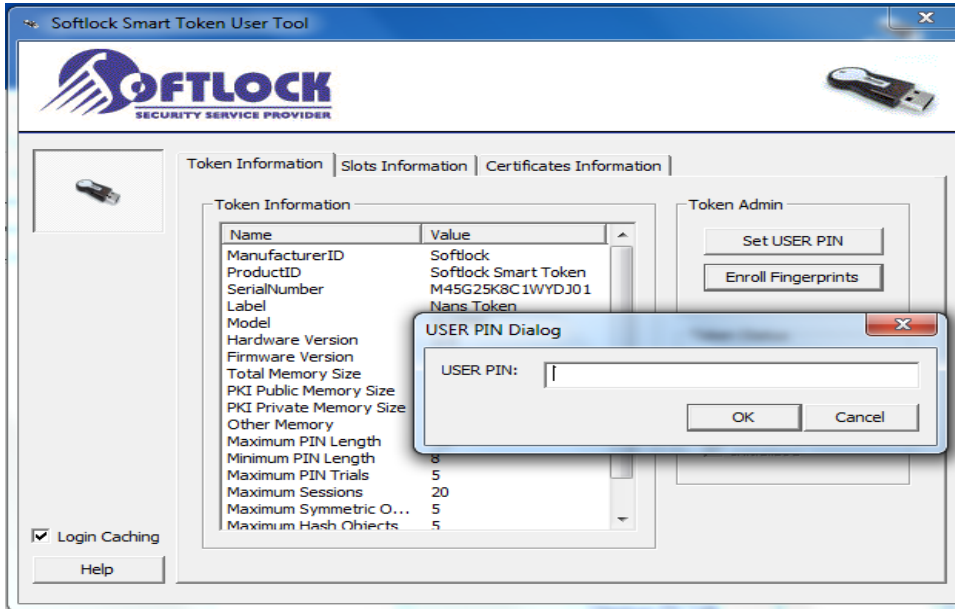 Softlock Smart Token User Tool
SOFTLOCK
SECURITY SERVICE PROVIDER
Token Information Slots Information Certificates Information
Token Information
Name Value
ManufacturerID Softlock
ProductID Softlock Smart Token
SerialNumber M45G25K8C1WYDJ01
Label Nans Token
Model
Hardware Version
Firmware Version
Total Memory Size
PKI Public Memory Size
PKI Private Memory Size
Other Memory
Maximum PIN Length
Minimum PIN Length 8
Maximum PIN Trials 5
Maximum Sessions 20
Maximum Symmetric O... 5
Maximum Hash Objects 5
Token Admin
Set USER PIN
Enroll Fingerprints
USER PIN Dialog
USER PIN:
OK Cancel
Login Caching
Help